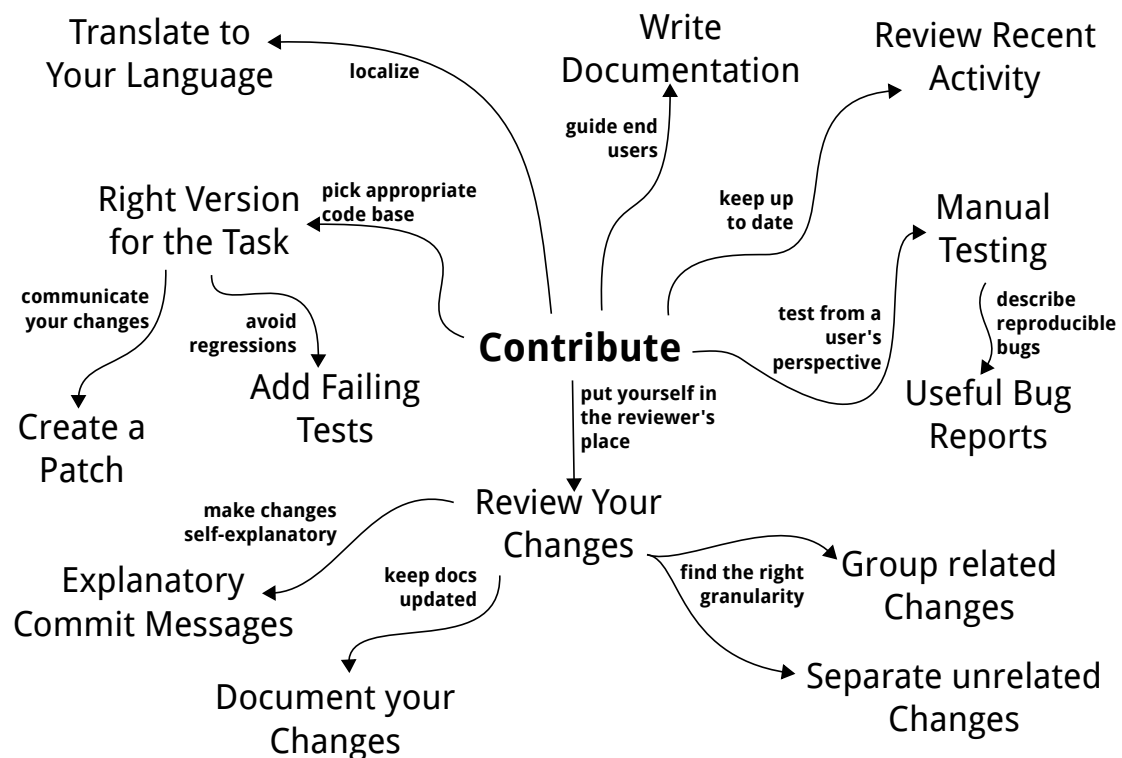 Translate to
Your Language
localize
Write
Documentation
guide end
users
Review Recent
Activity
keep up
to date
Right Version
for the Task
pick appropriate
code base
Manual
Testing
communicate
your changes
avoid
regressions
test from a
user's
perspective
describe
reproducible
bugs
Contribute
Add Failing
Tests
Create a
Patch
put yourself in
the reviewer's
place
Useful Bug
Reports
Review Your
Changes
make changes
self-explanatory
Explanatory
Commit Messages
keep docs
updated
find the right
granularity
Group related
Changes
Document your
Changes
Separate unrelated
Changes